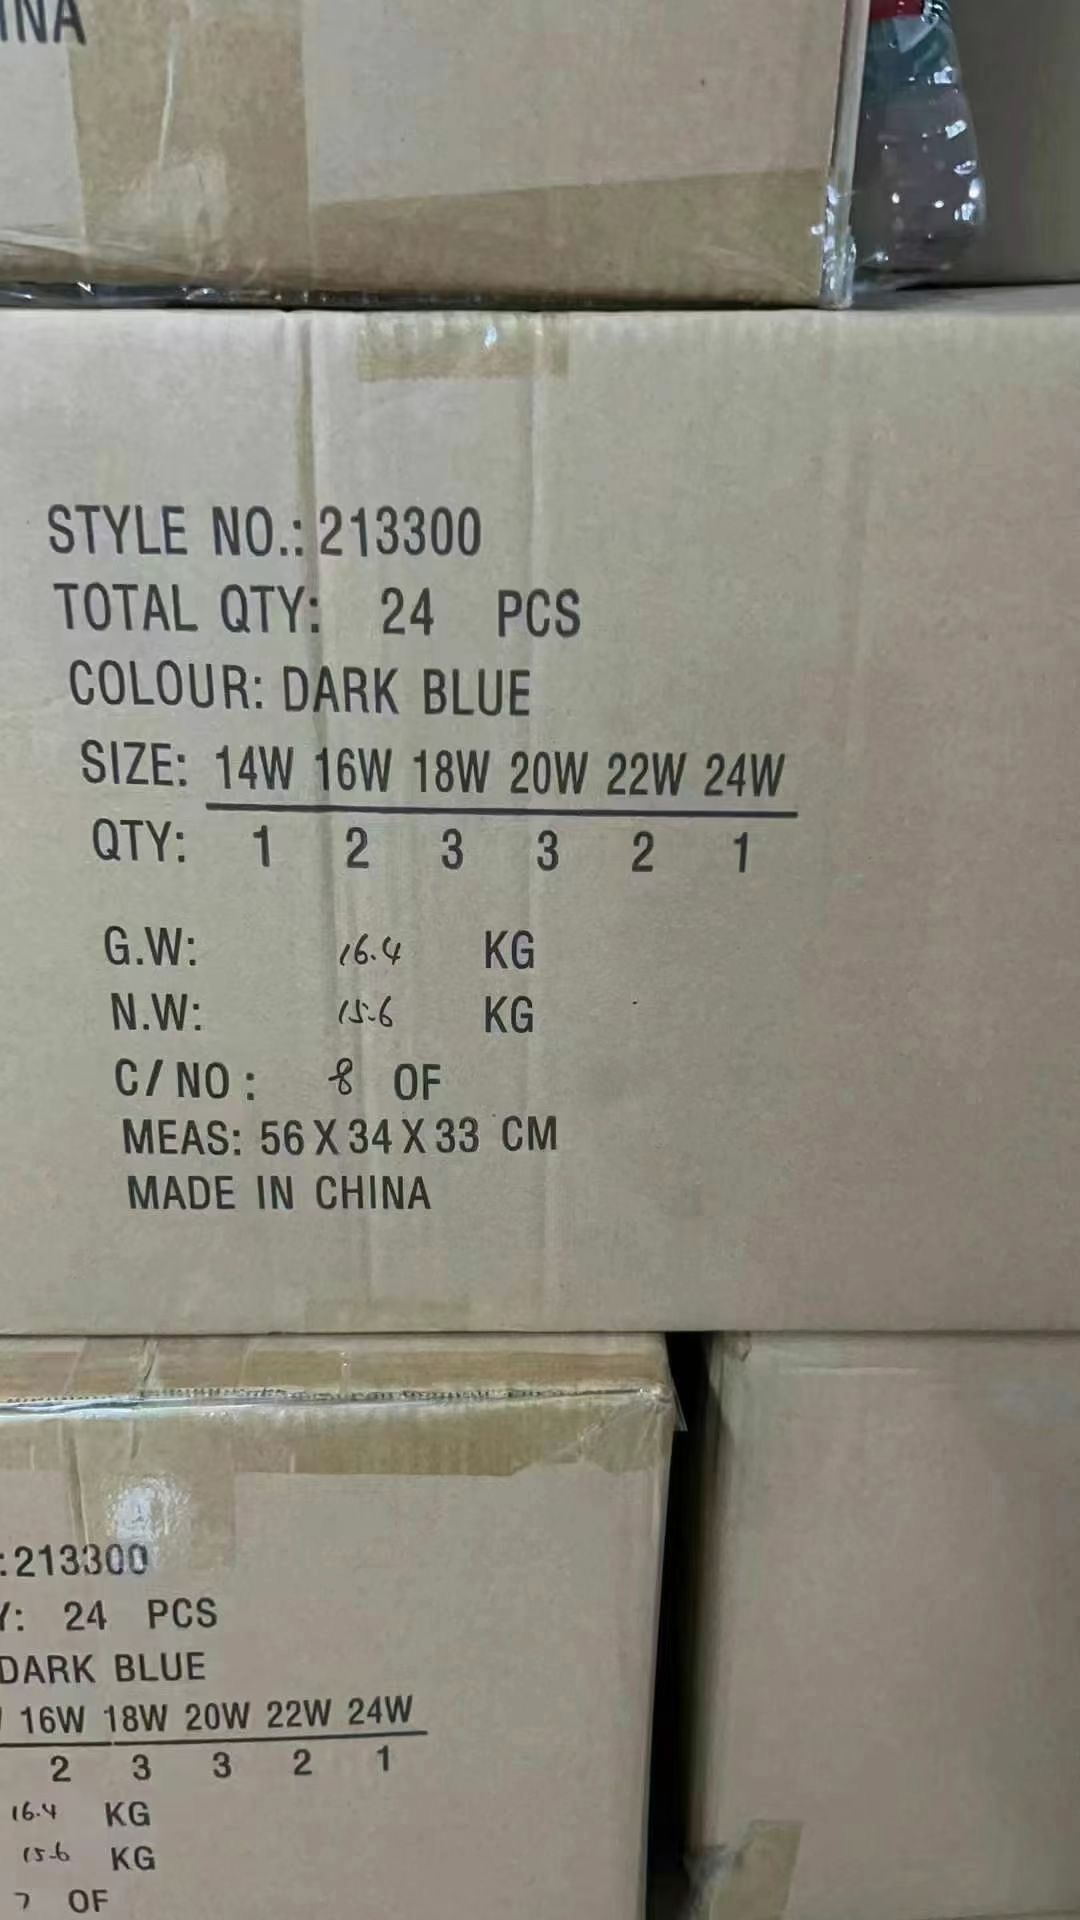 STYLE NO.: 213300
TOTAL QTY: 24 PCS
COLOUR: DARK BLUE
SIZE: 14W 16W 18W 20W 22W 24W
QTY: 1 2 3 3 2 1
G.W: 16.4 KG
N.W: 15.6 KG
C/NO: 8 OF
MEAS: 56 X 34 X 33 CM
MADE IN CHINA
:213300
: 24 PCS
DARK BLUE
16W 18W 20W 22W 24W
2 3 3 2 1
16.4 KG
15.6 KG
7 OF